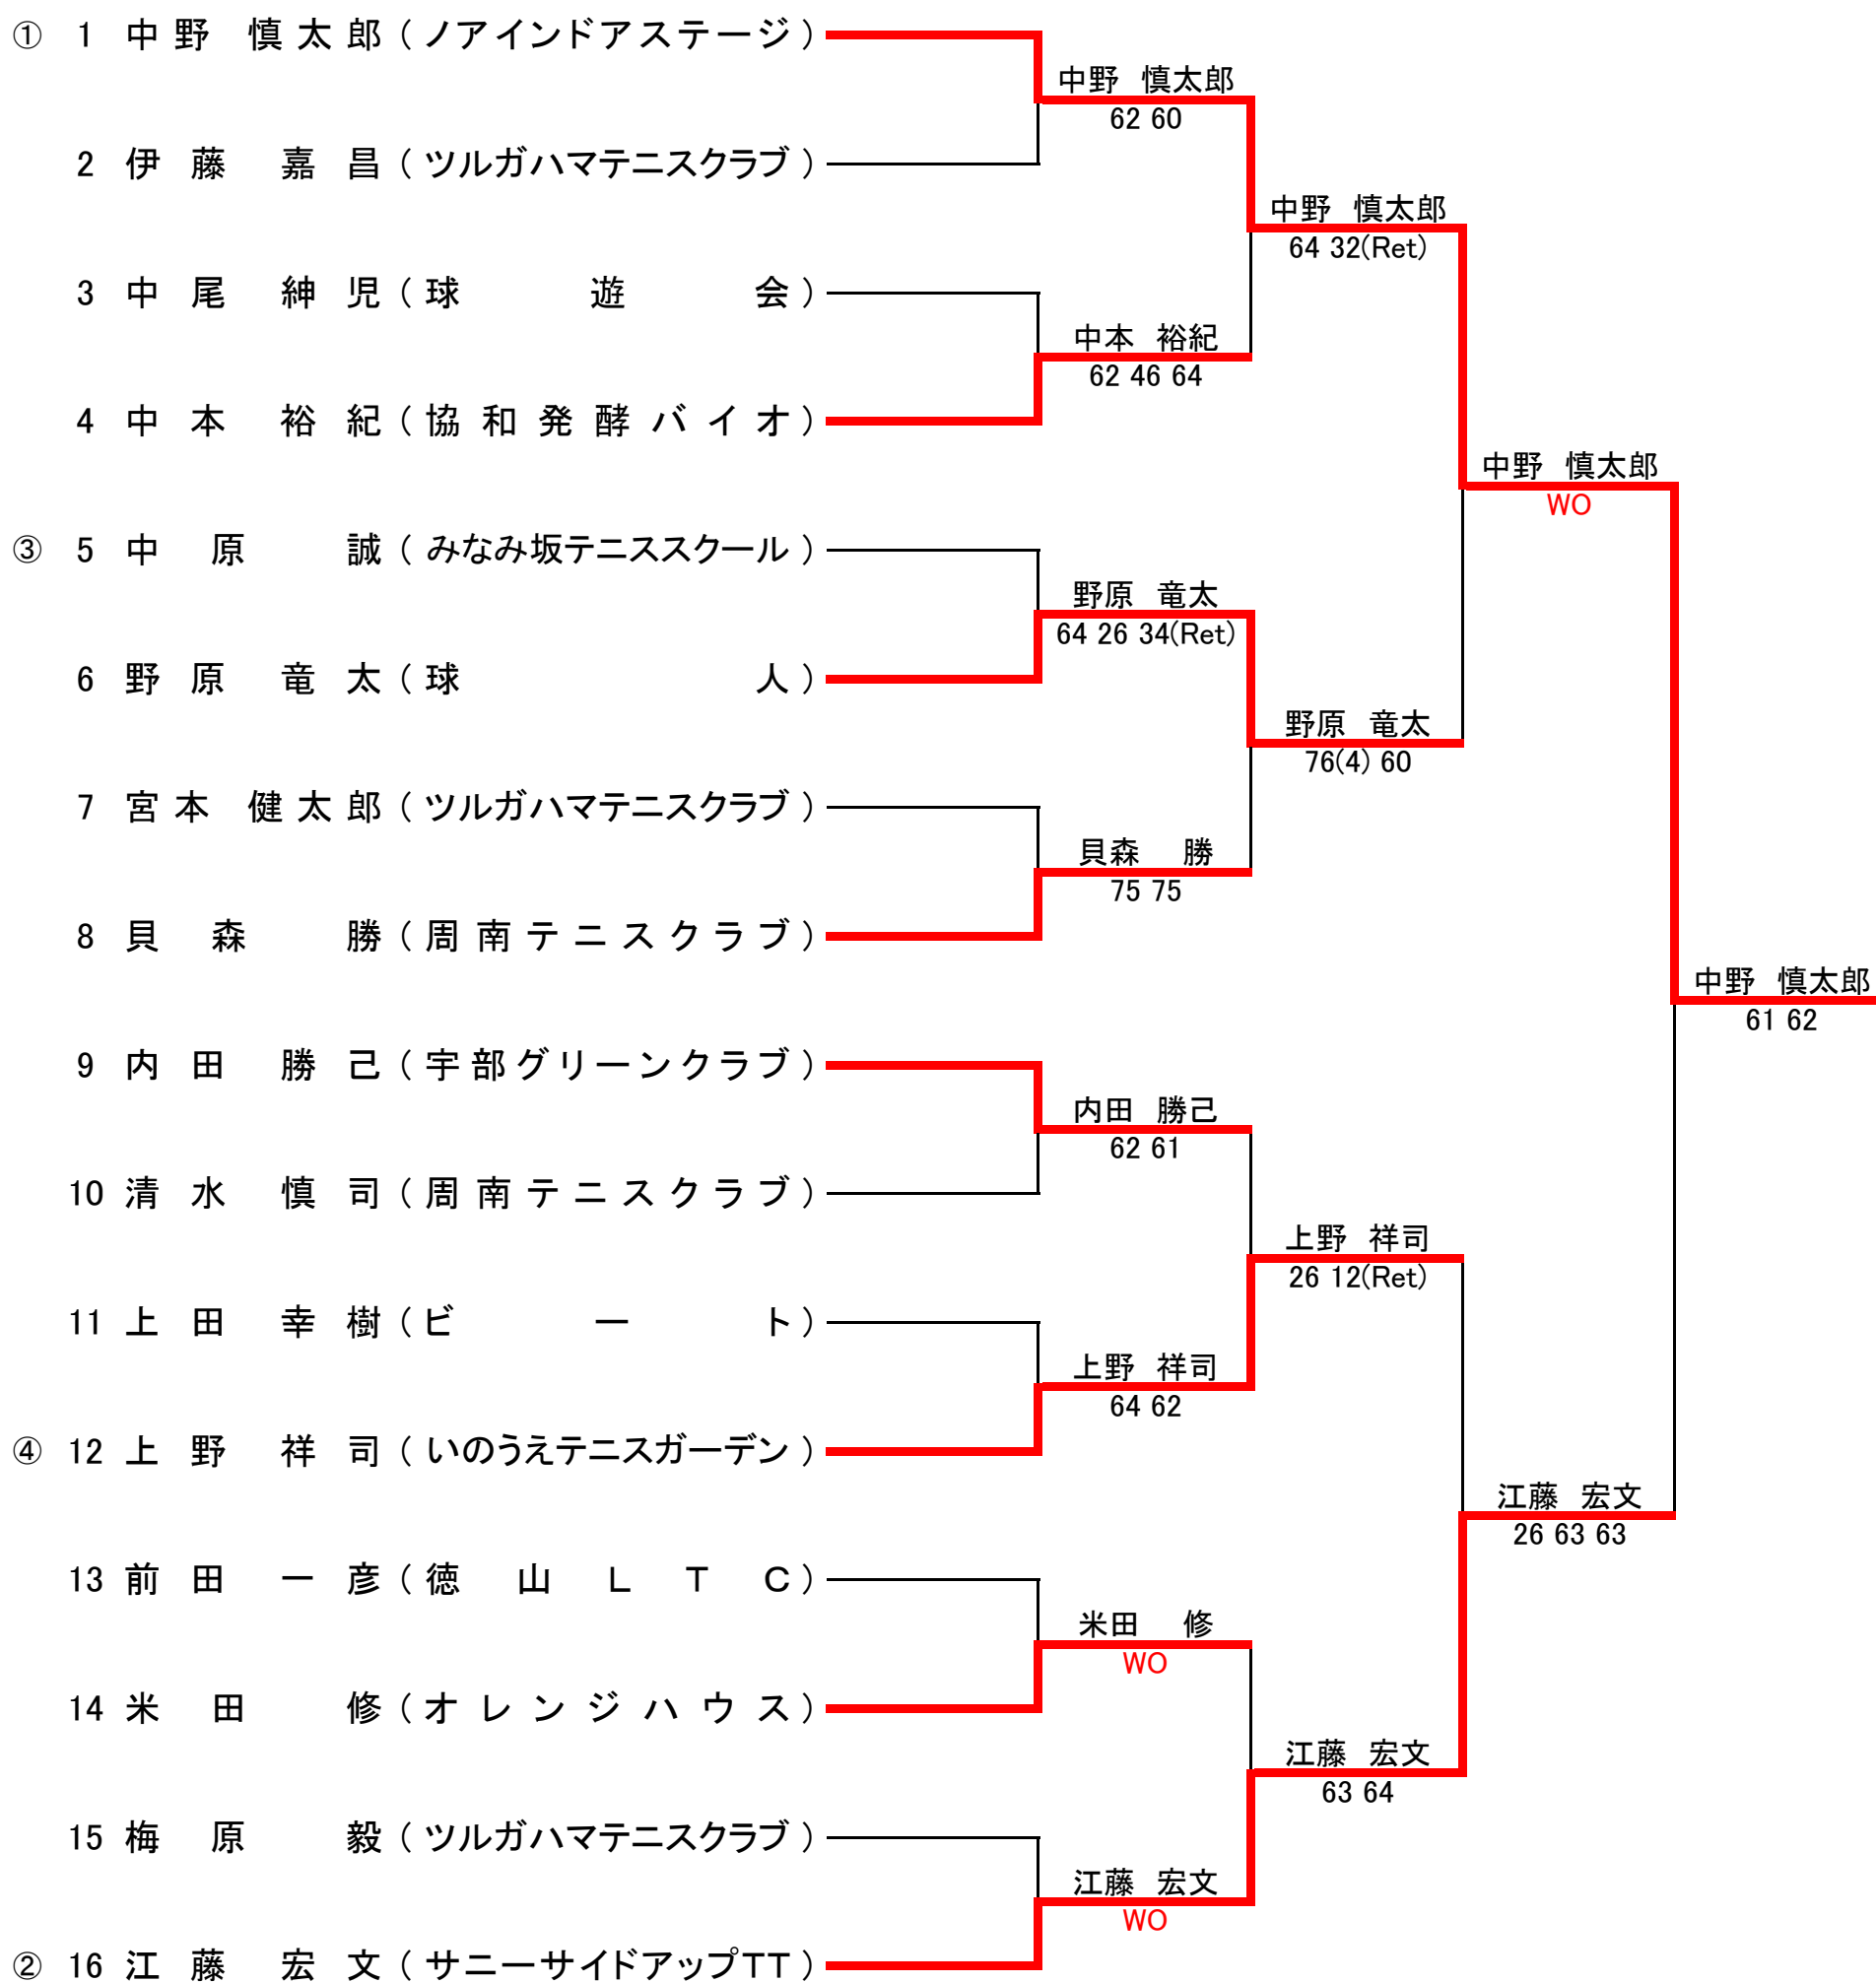 ① 1 中野 慎太郎 ( ノアインドアステージ )
中野 慎太郎
62 60
2 伊藤 嘉昌 ( ツルガハマテニスクラブ )
中野 慎太郎
64 32(Ret)
3 中尾 紳児 ( 球遊会 )
中本 裕紀
62 46 64
4 中本 裕紀 ( 協和発酵バイオ )
中野 慎太郎
WO
③ 5 中原 誠 ( みなみ坂テニススクール )
野原 竜太
64 26 34(Ret)
6 野原 竜太 ( 球人 )
野原 竜太
76(4) 60
7 宮本 健太郎 ( ツルガハマテニスクラブ )
貝森 勝
75 75
8 貝森 勝 ( 周南テニスクラブ )
中野 慎太郎
61 62
9 内田 勝己 ( 宇部グリーンクラブ )
内田 勝己
62 61
10 清水 慎司 ( 周南テニスクラブ )
上野 祥司
26 12(Ret)
11 上田 幸樹 ( ビート )
上野 祥司
64 62
④ 12 上野 祥司 ( いのうえテニスガーデン )
江藤 宏文
26 63 63
13 前田 一彦 ( 徳山LTC )
米田 修
WO
14 米田 修 ( オレンジハウス )
江藤 宏文
63 64
15 梅原 毅 ( ツルガハマテニスクラブ )
江藤 宏文
WO
② 16 江藤 宏文 ( サニーサイドアップTT )